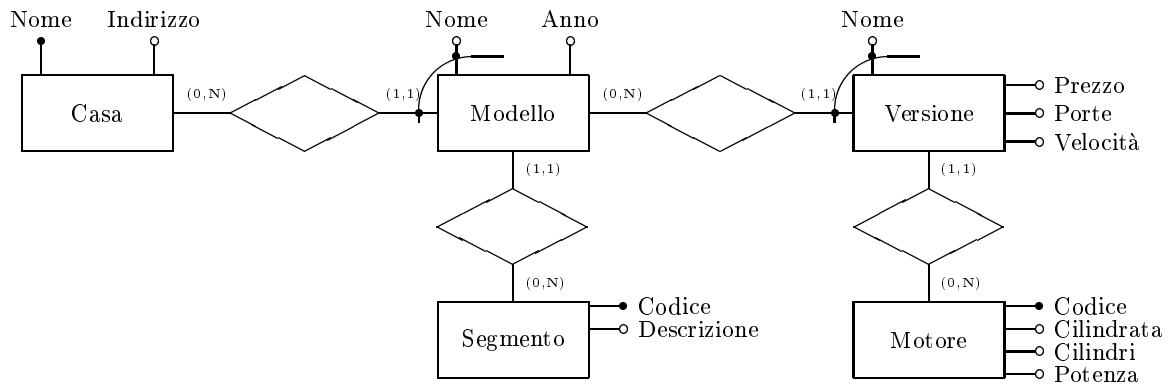 Nome Indirizzo Nome Anno Nome
(0,N) (1,1) (0,N) (1,1) Prezzo
Casa Modello Versione Porte
Velocità
(1,1) (1,1)
(0,N) (0,N)
Codice Codice
Segmento Descrizione Motore Cilindrata
Cilindri
Potenza